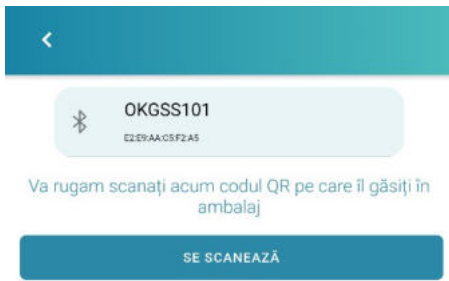 OKGSS101
E2:E9:AA:C5:F2:A5
Va rugam scanați acum codul QR pe care îl găsiți în
ambalaj
SE SCANEAZĂ